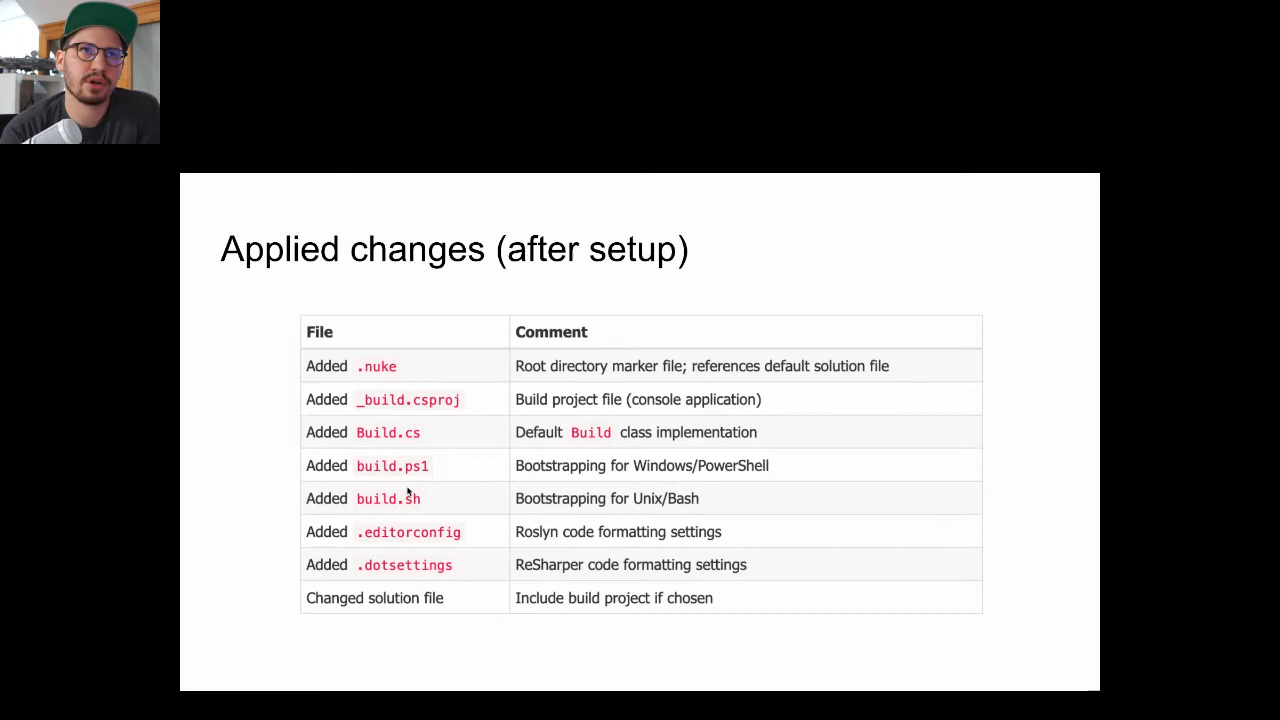 Applied changes (after setup)
File Comment
Added .nuke Root directory marker file; references default solution file
Added _build.csproj Build project file (console application)
Added Build.cs Default Build class implementation
Added build.ps1 Bootstrapping for Windows/PowerShell
Added build.sh Bootstrapping for Unix/Bash
Added .editorconfig Roslyn code formatting settings
Added .dotsettings ReSharper code formatting settings
Changed solution file Include build project if chosen